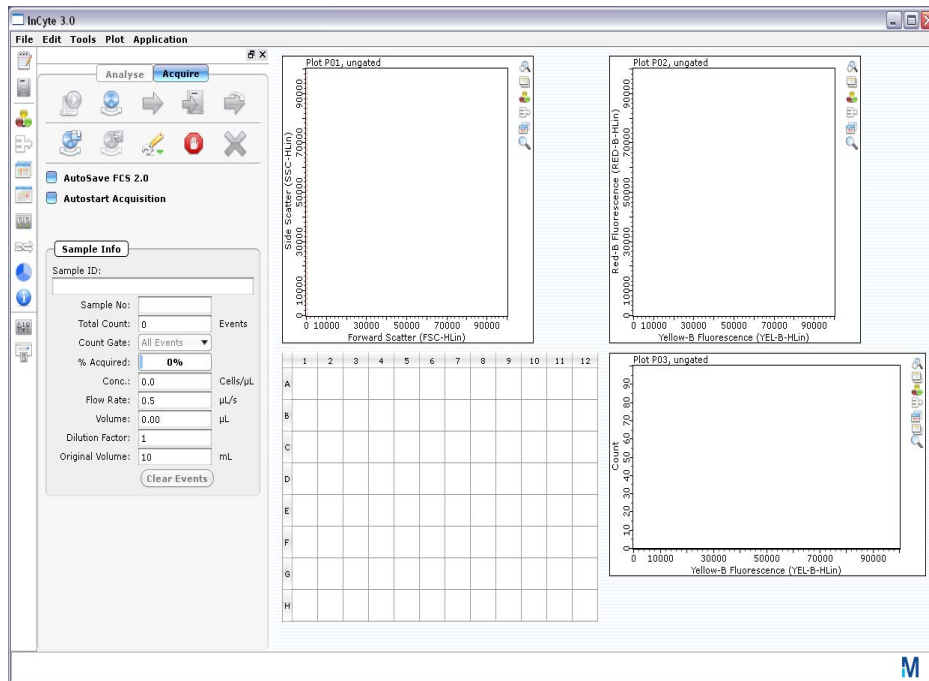 InCyte 3.0
File Edit Tools Plot Application
Analyse Acquire
AutoSave FCS 2.0
Autostart Acquisition
Sample Info
Sample ID:
Sample No:
Total Count: 0 Events
Count Gate: All Events
% Acquired: 0%
Conc.: 0.0 Cells/µL
Flow Rate: 0.5 µL/s
Volume: 0.00 µL
Dilution Factor: 1
Original Volume: 10 mL
Clear Events
Plot P01, ungated
Side Scatter (SSC-HLin)
0 10000 30000 50000 70000 90000
0 10000 30000 50000 70000 90000
Forward Scatter (FSC-HLin)
Plot P02, ungated
Red-B Fluorescence (RED-B-HLin)
0 10000 30000 50000 70000 90000
0 10000 30000 50000 70000 90000
Yellow-B Fluorescence (YEL-B-HLin)
1 2 3 4 5 6 7 8 9 10 11 12
A
B
C
D
E
F
G
H
Plot P03, ungated
Count
0 10 20 30 40 50 60 70 80 90
0 10000 30000 50000 70000 90000
Yellow-B Fluorescence (YEL-B-HLin)
M